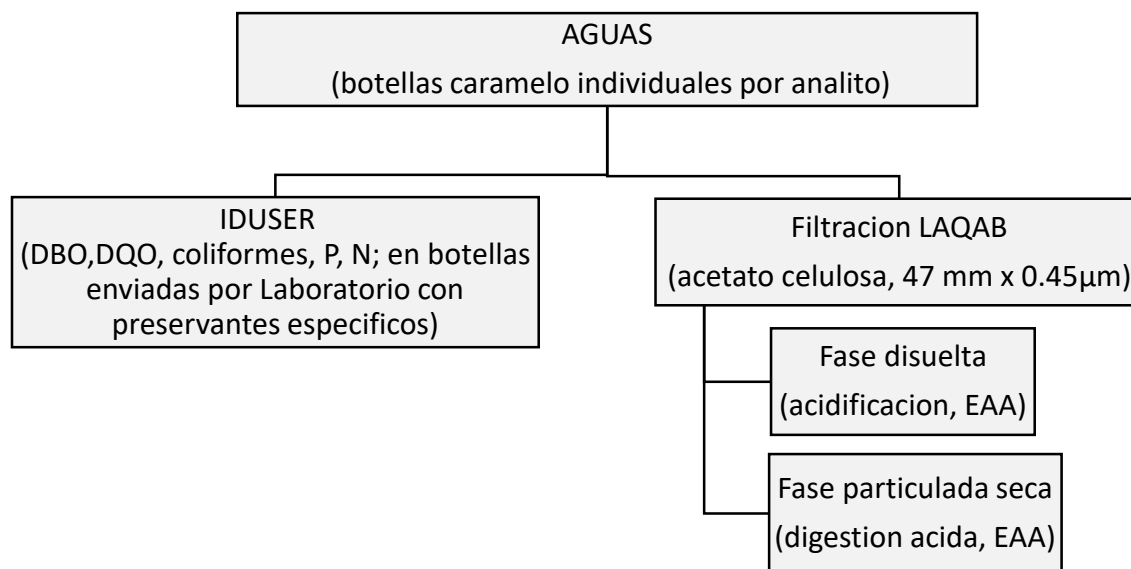 AGUAS
(botellas caramelo individuales por analito)
IDUSER
(DBO,DQO, coliformes, P, N; en botellas
enviadas por Laboratorio con
preservantes especificos)
Filtracion LAQAB
(acetato celulosa, 47 mm x 0.45µm)
Fase disuelta
(acidificacion, EAA)
Fase particulada seca
(digestion acida, EAA)